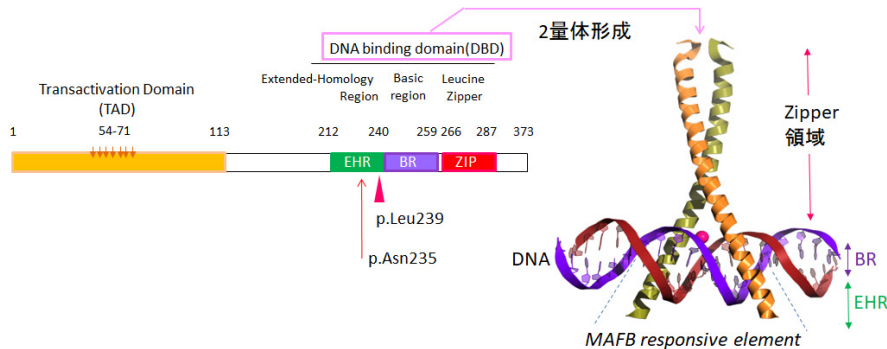 DNA binding domain(DBD)
2量体形成
Extended-Homology Region
Basic region
Leucine Zipper
Transactivation Domain
(TAD)
1 54-71 113 212 240 259 266 287 373
EHR BR ZIP
p.Leu239
p.Asn235
Zipper
領域
DNA
BR
EHR
MAFB responsive element